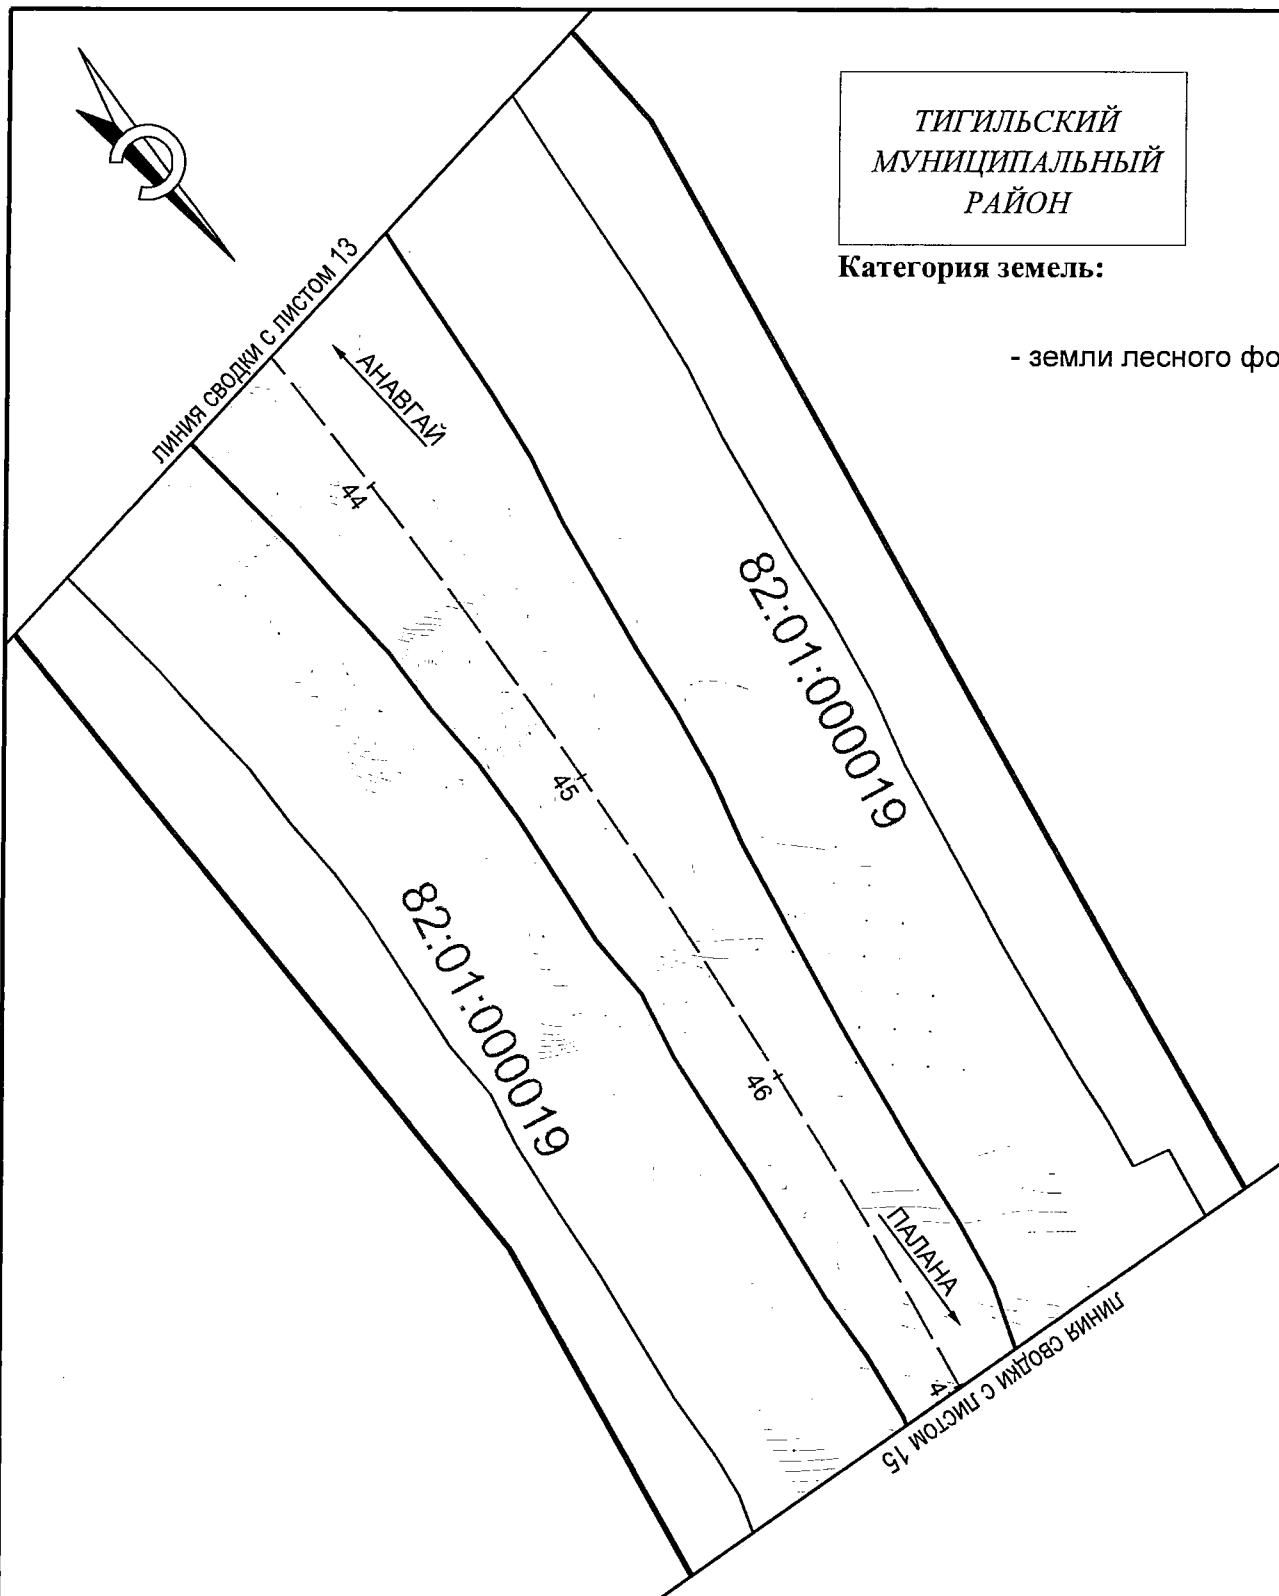 С
ТИГИЛЬСКИЙ
МУНИЦИПАЛЬНЫЙ
РАЙОН
Категория земель:
- земли лесного фо
ЛИНИЯ СВОДКИ С ЛИСТОМ 13
АНАВГАЙ
44
82:01:000019
45
82:01:000019
46
ПАЛАНА
4
ЛИНИЯ СВОДКИ С ЛИСТОМ 15